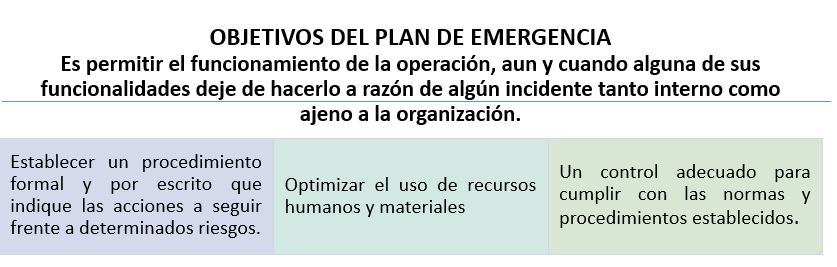 OBJETIVOS DEL PLAN DE EMERGENCIA
Es permitir el funcionamiento de la operación, aun y cuando alguna de sus
funcionalidades deje de hacerlo a razón de algún incidente tanto interno como
ajeno a la organización.
Establecer un procedimiento
formal y por escrito que
indique las acciones a seguir
frente a determinados riesgos.
Optimizar el uso de recursos
humanos y materiales
Un control adecuado para
cumplir con las normas y
procedimientos establecidos.